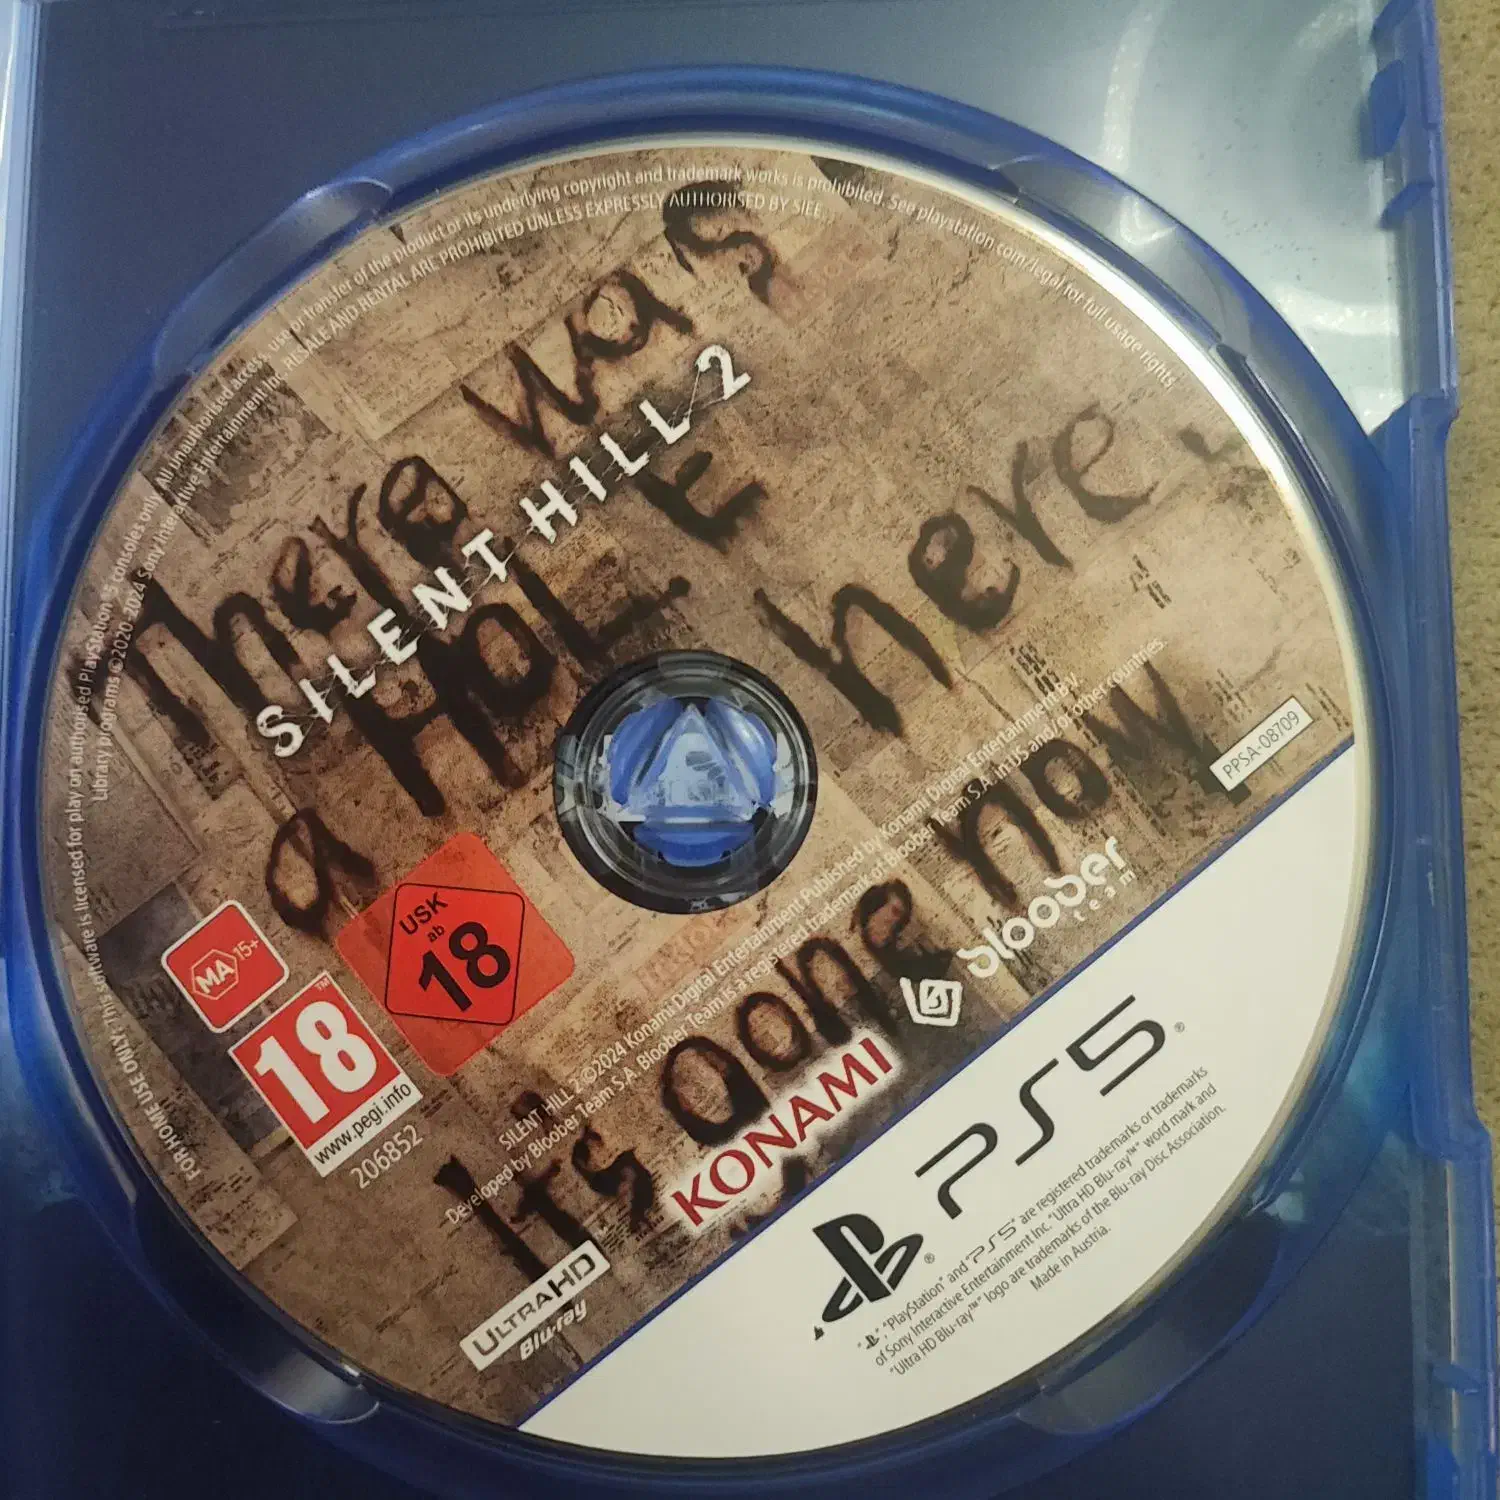 FOR HOME USE ONLY. This software is licensed for play on authorised PlayStation®5 consoles only. All unauthorised access, use or transfer of the product or its underlying copyright and trademark works is prohibited. See playstation.com/legal for full usage rights.
Library programs ©2020-2024 Sony Interactive Entertainment Inc. RESALE AND RENTAL ARE PROHIBITED UNLESS EXPRESSLY AUTHORISED BY SIEE.
There was
SILENT HILL 2
a HOLE here
It's gone now
PPSA-08709
MA 15+
USK
ab
18
18™
www.pegi.info
206852
SILENT HILL 2 ©2024 Konami Digital Entertainment Published by Konami Digital Entertainment B.V.
Developed by Bloober Team S.A. Bloober Team is a registered trademark of Bloober Team S.A. in US and/or other countries.
bloober
team
KONAMI
ULTRA HD
Blu-ray
PS5®
"PlayStation" and "PS5" are registered trademarks or trademarks
of Sony Interactive Entertainment Inc. "Ultra HD Blu-ray™" word mark and
"Ultra HD Blu-ray™" logo are trademarks of the Blu-ray Disc Association.
Made in Austria.